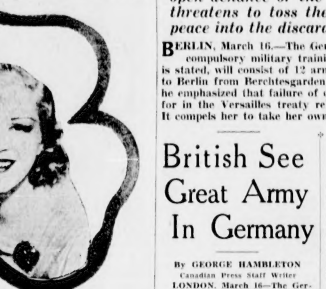 threatens to toss the
peace into the discard
BERLIN, March 16.—The Ger
compulsory military traini
is stated, will consist of 12 arm
to Berlin from Berchtesgarden
he emphasized that failure of
for in the Versailles treaty re
It compels her to take her own
British See
Great Army
In Germany
By GEORGE HAMBLETON
Canadian Press Staff Writer
LONDON, March 16—The Ger-